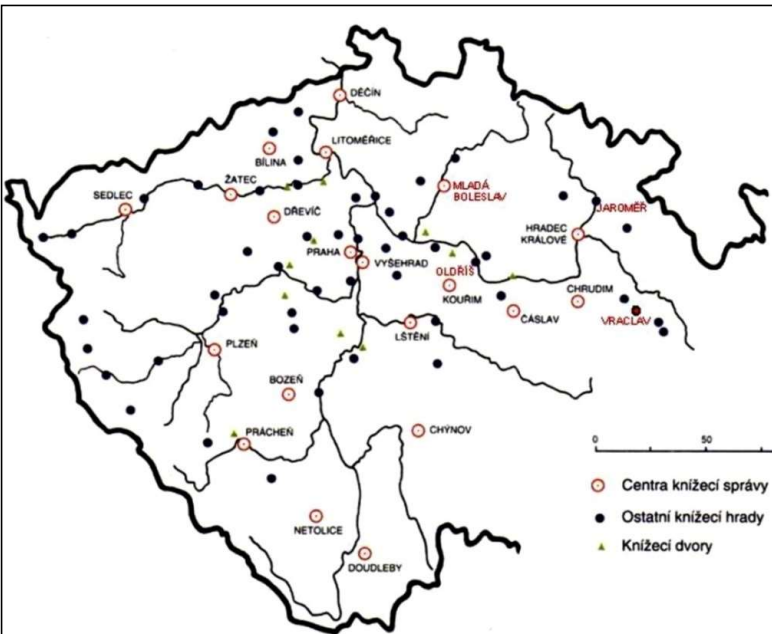 DĚČÍN
LITOMĚŘICE
BÍLINA
ŽATEC
SEDLEC
MLADÁ
BOLESLAV
DŘEVÍČ
JAROMĚŘ
HRADEC
KRÁLOVÉ
PRAHA
VYŠEHRAD
OLDŘÍŠ
KOUŘIM
CHRUDIM
ČÁSLAV
VRACLAV
LŠTĚNÍ
PLZEŇ
BOZEŇ
PRÁCHEŇ
CHÝNOV
NETOLICE
DOUDLEBY
0 50
Centra knížecí správy
Ostatní knížecí hrady
Knížecí dvory